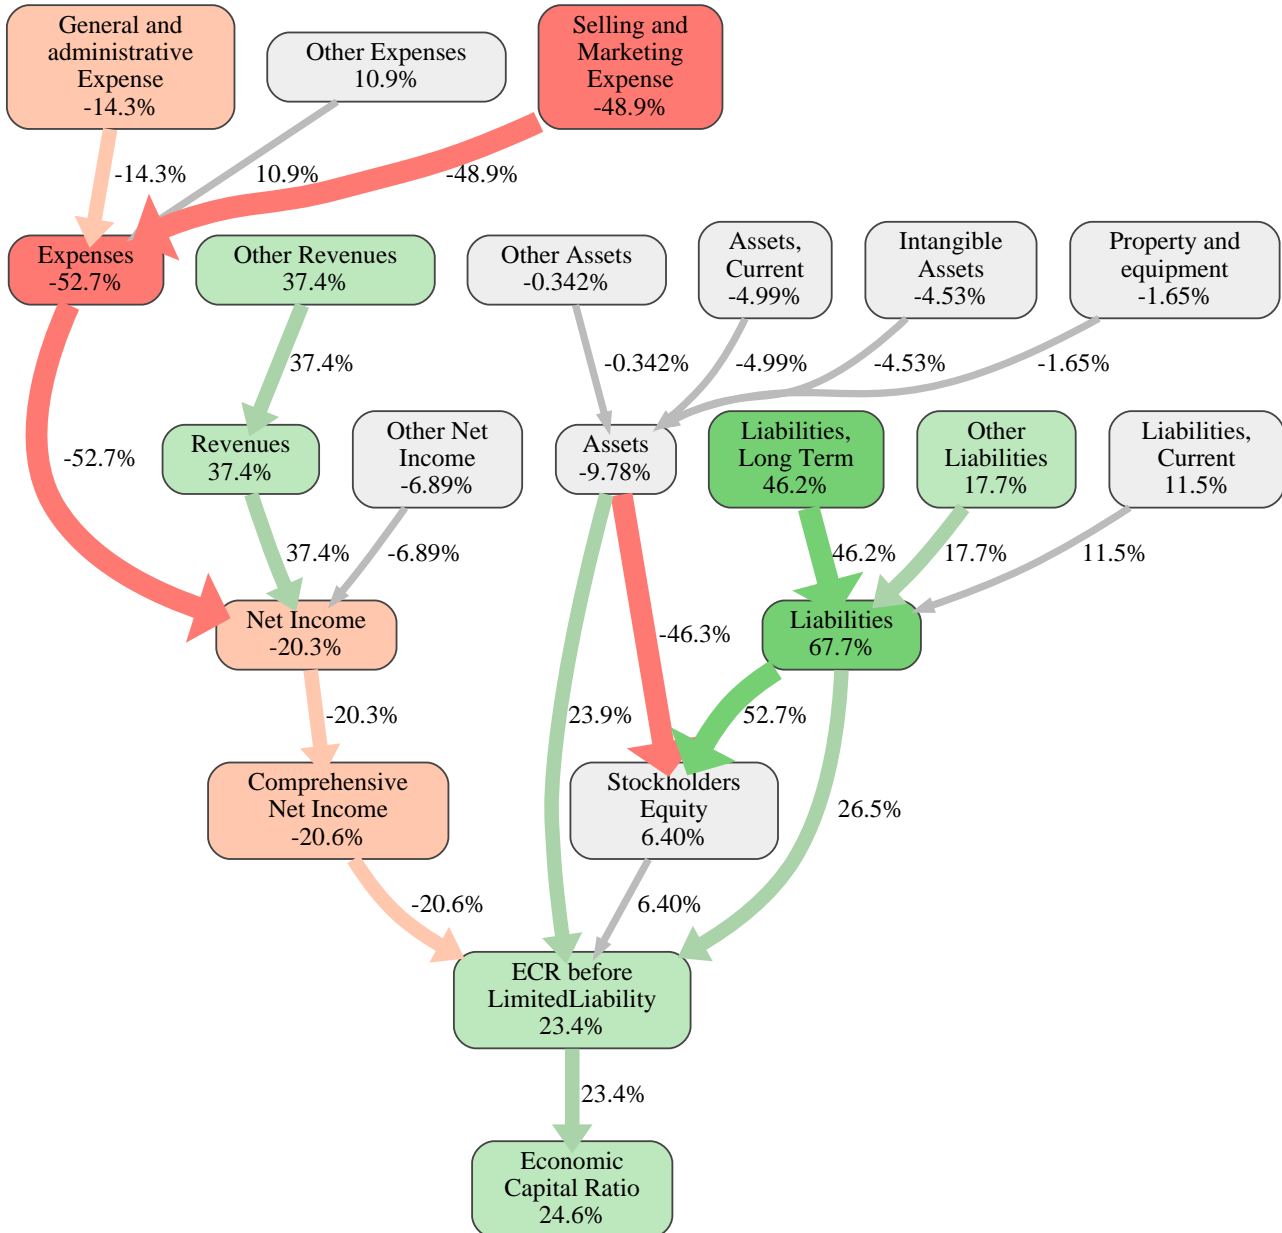 General and
administrative
Expense
-14.3%
Other Expenses
10.9%
Selling and
Marketing
Expense
-48.9%
-14.3%
10.9%
-48.9%
Expenses
-52.7%
Other Revenues
37.4%
Other Assets
-0.342%
Assets,
Current
-4.99%
Intangible
Assets
-4.53%
Property and
equipment
-1.65%
37.4%
-0.342%
-4.99%
-4.53%
-1.65%
-52.7%
Revenues
37.4%
Other Net
Income
-6.89%
Assets
-9.78%
Liabilities,
Long Term
46.2%
Other
Liabilities
17.7%
Liabilities,
Current
11.5%
37.4%
-6.89%
46.2%
17.7%
11.5%
Net Income
-20.3%
-46.3%
Liabilities
67.7%
-20.3%
23.9%
52.7%
Comprehensive
Net Income
-20.6%
Stockholders
Equity
6.40%
26.5%
-20.6%
6.40%
ECR before
LimitedLiability
23.4%
23.4%
Economic
Capital Ratio
24.6%